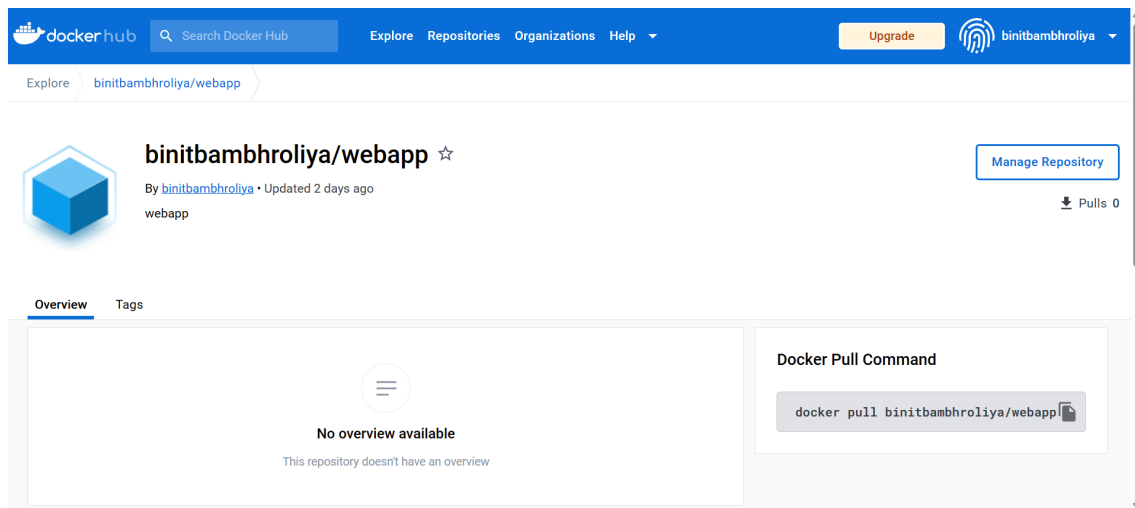 dockerhub Search Docker Hub Explore Repositories Organizations Help Upgrade binitbambhroliya
Explore binitbambhroliya/webapp
binitbambhroliya/webapp
Manage Repository
By binitbambhroliya • Updated 2 days ago
Pulls 0
webapp
Overview Tags
Docker Pull Command
docker pull binitbambhroliya/webapp
No overview available
This repository doesn't have an overview